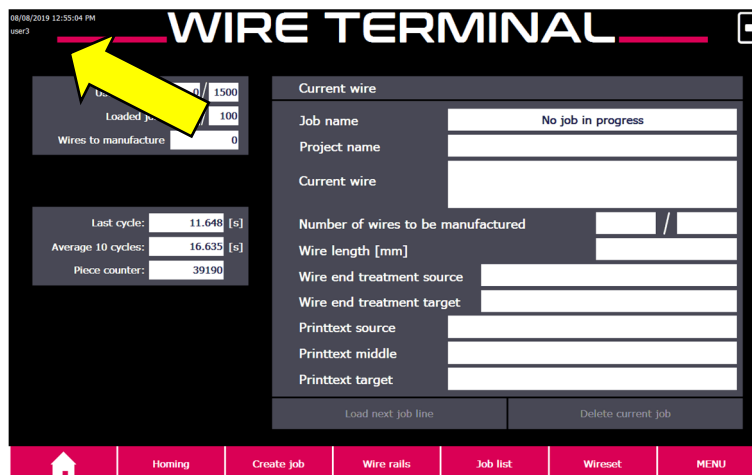 08/08/2019 12:55:04 PM
user3
WIRE TERMINAL
0 / 1500
Loaded / 100
Wires to manufacture 0
Last cycle: 11.648 [s]
Average 10 cycles: 16.635 [s]
Piece counter: 39190
Current wire
Job name No job in progress
Project name
Current wire
Number of wires to be manufactured /
Wire length [mm]
Wire end treatment source
Wire end treatment target
Printtext source
Printtext middle
Printtext target
Load next job line Delete current job
Homing Create job Wire rails Job list Wireset MENU